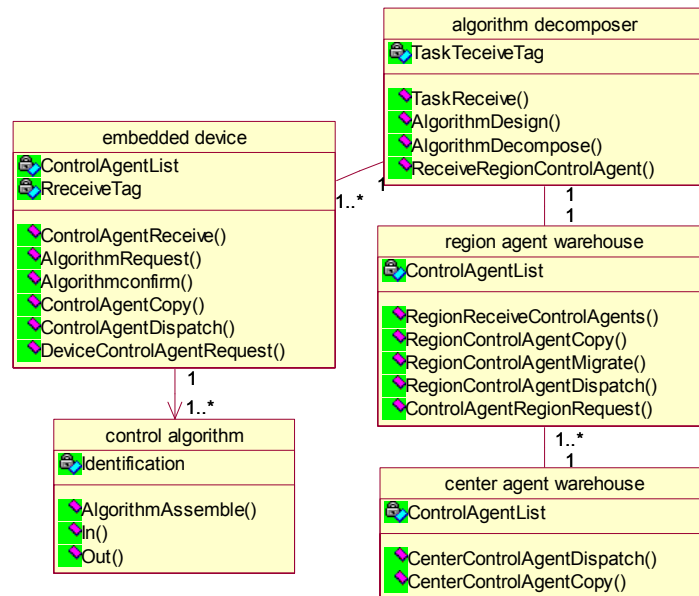 algorithm decomposer
TaskTeceiveTag
TaskReceive()
AlgorithmDesign()
AlgorithmDecompose()
ReceiveRegionControlAgent()
embedded device
ControlAgentList
RreceiveTag
ControlAgentReceive()
AlgorithmRequest()
Algorithmconfirm()
ControlAgentCopy()
ControlAgentDispatch()
DeviceControlAgentRequest()
1..*
1
1
1
region agent warehouse
ControlAgentList
RegionReceiveControlAgents()
RegionControlAgentCopy()
RegionControlAgentMigrate()
RegionControlAgentDispatch()
ControlAgentRegionRequest()
1
1..*
control algorithm
Identification
AlgorithmAssemble()
In()
Out()
1..*
1
center agent warehouse
ControlAgentList
CenterControlAgentDispatch()
CenterControlAgentCopy()